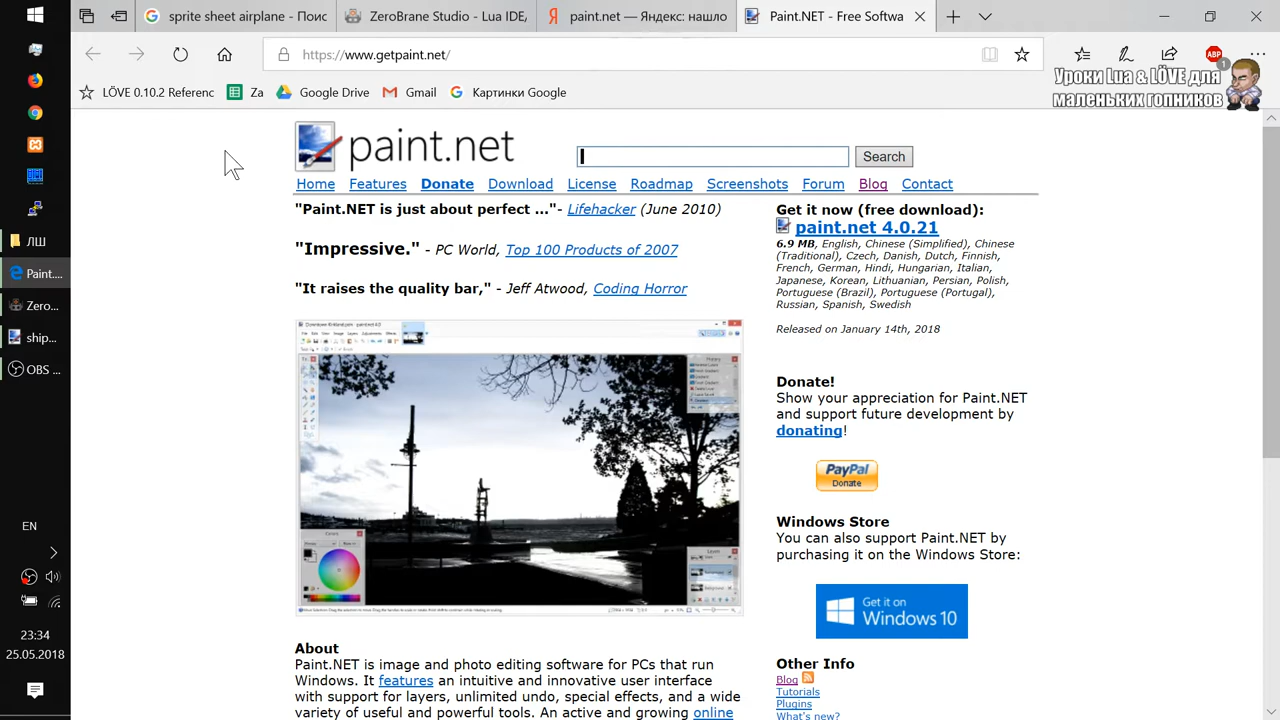 sprite sheet airplane - Поис
ZeroBrane Studio - Lua IDE,
paint.net — Яндекс: нашло
Paint.NET - Free Softwa
https://www.getpaint.net/
ABP
1
LÖVE 0.10.2 Referenc
Za
Google Drive
Gmail
Картинки Google
Уроки Lua & LÖVE для
маленьких гопников
paint.net
Search
Home
Features
Donate
Download
License
Roadmap
Screenshots
Forum
Blog
Contact
"Paint.NET is just about perfect ..."- Lifehacker (June 2010)
"Impressive." - PC World, Top 100 Products of 2007
"It raises the quality bar," - Jeff Atwood, Coding Horror
About
Paint.NET is image and photo editing software for PCs that run
Windows. It features an intuitive and innovative user interface
with support for layers, unlimited undo, special effects, and a wide
variety of useful and powerful tools. An active and growing online
Get it now (free download):
paint.net 4.0.21
6.9 MB, English, Chinese (Simplified), Chinese
(Traditional), Czech, Danish, Dutch, Finnish,
French, German, Hindi, Hungarian, Italian,
Japanese, Korean, Lithuanian, Persian, Polish,
Portuguese (Brazil), Portuguese (Portugal),
Russian, Spanish, Swedish
Released on January 14th, 2018
Donate!
Show your appreciation for Paint.NET
and support future development by
donating!
PayPal
Donate
Windows Store
You can also support Paint.NET by
purchasing it on the Windows Store:
Get it on
Windows 10
Other Info
Blog
Tutorials
Plugins
What's new?
ЛШ
Paint....
Zero...
ship...
OBS ...
EN
23:34
25.05.2018